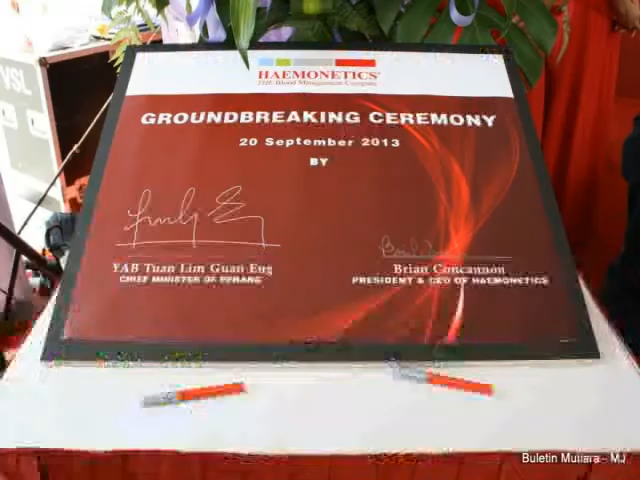 VSL
HAEMONETICS
THE Blood Management Company
GROUNDBREAKING CEREMONY
20 September 2013
BY
YAB Tuan Lim Guan Eng
CHIEF MINISTER OF PENANG
Brian Concannon
PRESIDENT & CEO OF HAEMONETICS
Buletin Mutiara - MJ